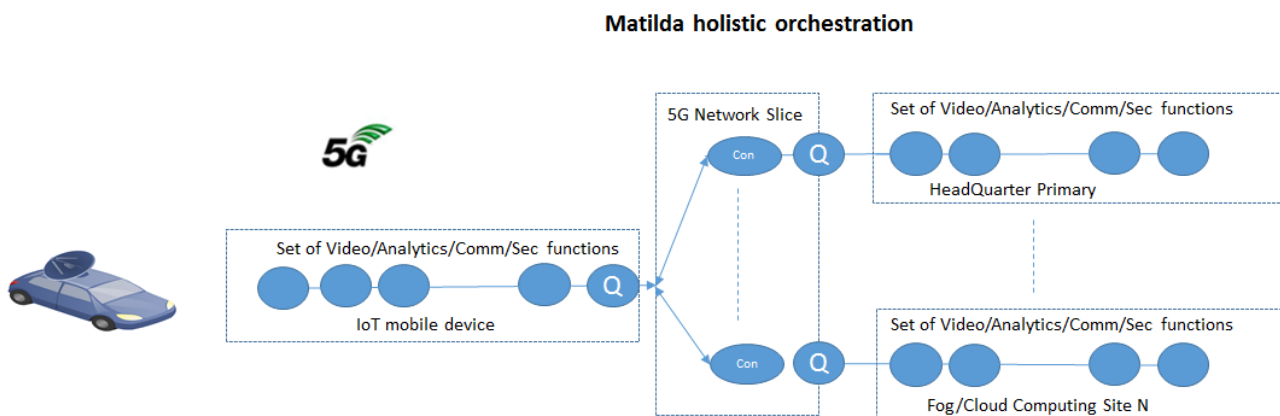 Matilda holistic orchestration
5G
5G Network Slice
Set of Video/Analytics/Comm/Sec functions
Con
Q
HeadQuarter Primary
Set of Video/Analytics/Comm/Sec functions
Q
IoT mobile device
Set of Video/Analytics/Comm/Sec functions
Con
Q
Fog/Cloud Computing Site N